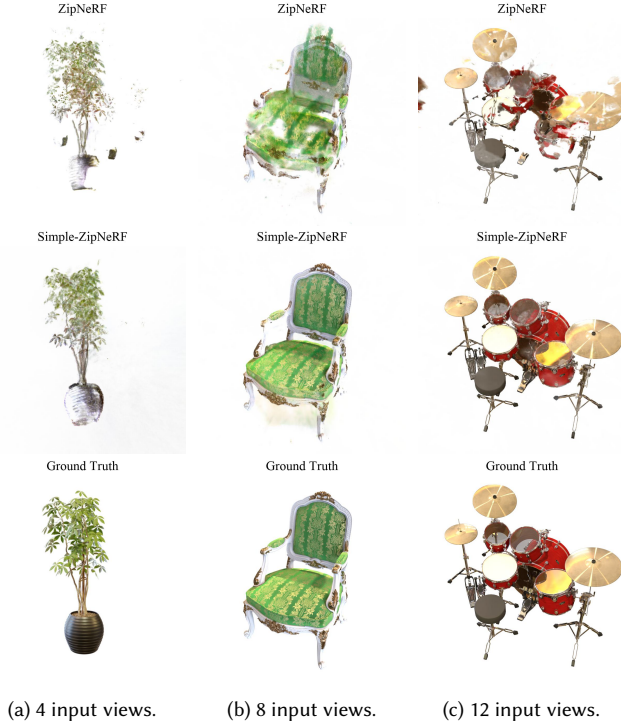 ZipNeRF ZipNeRF ZipNeRF
Simple-ZipNeRF Simple-ZipNeRF Simple-ZipNeRF
Ground Truth Ground Truth Ground Truth
(a) 4 input views. (b) 8 input views. (c) 12 input views.